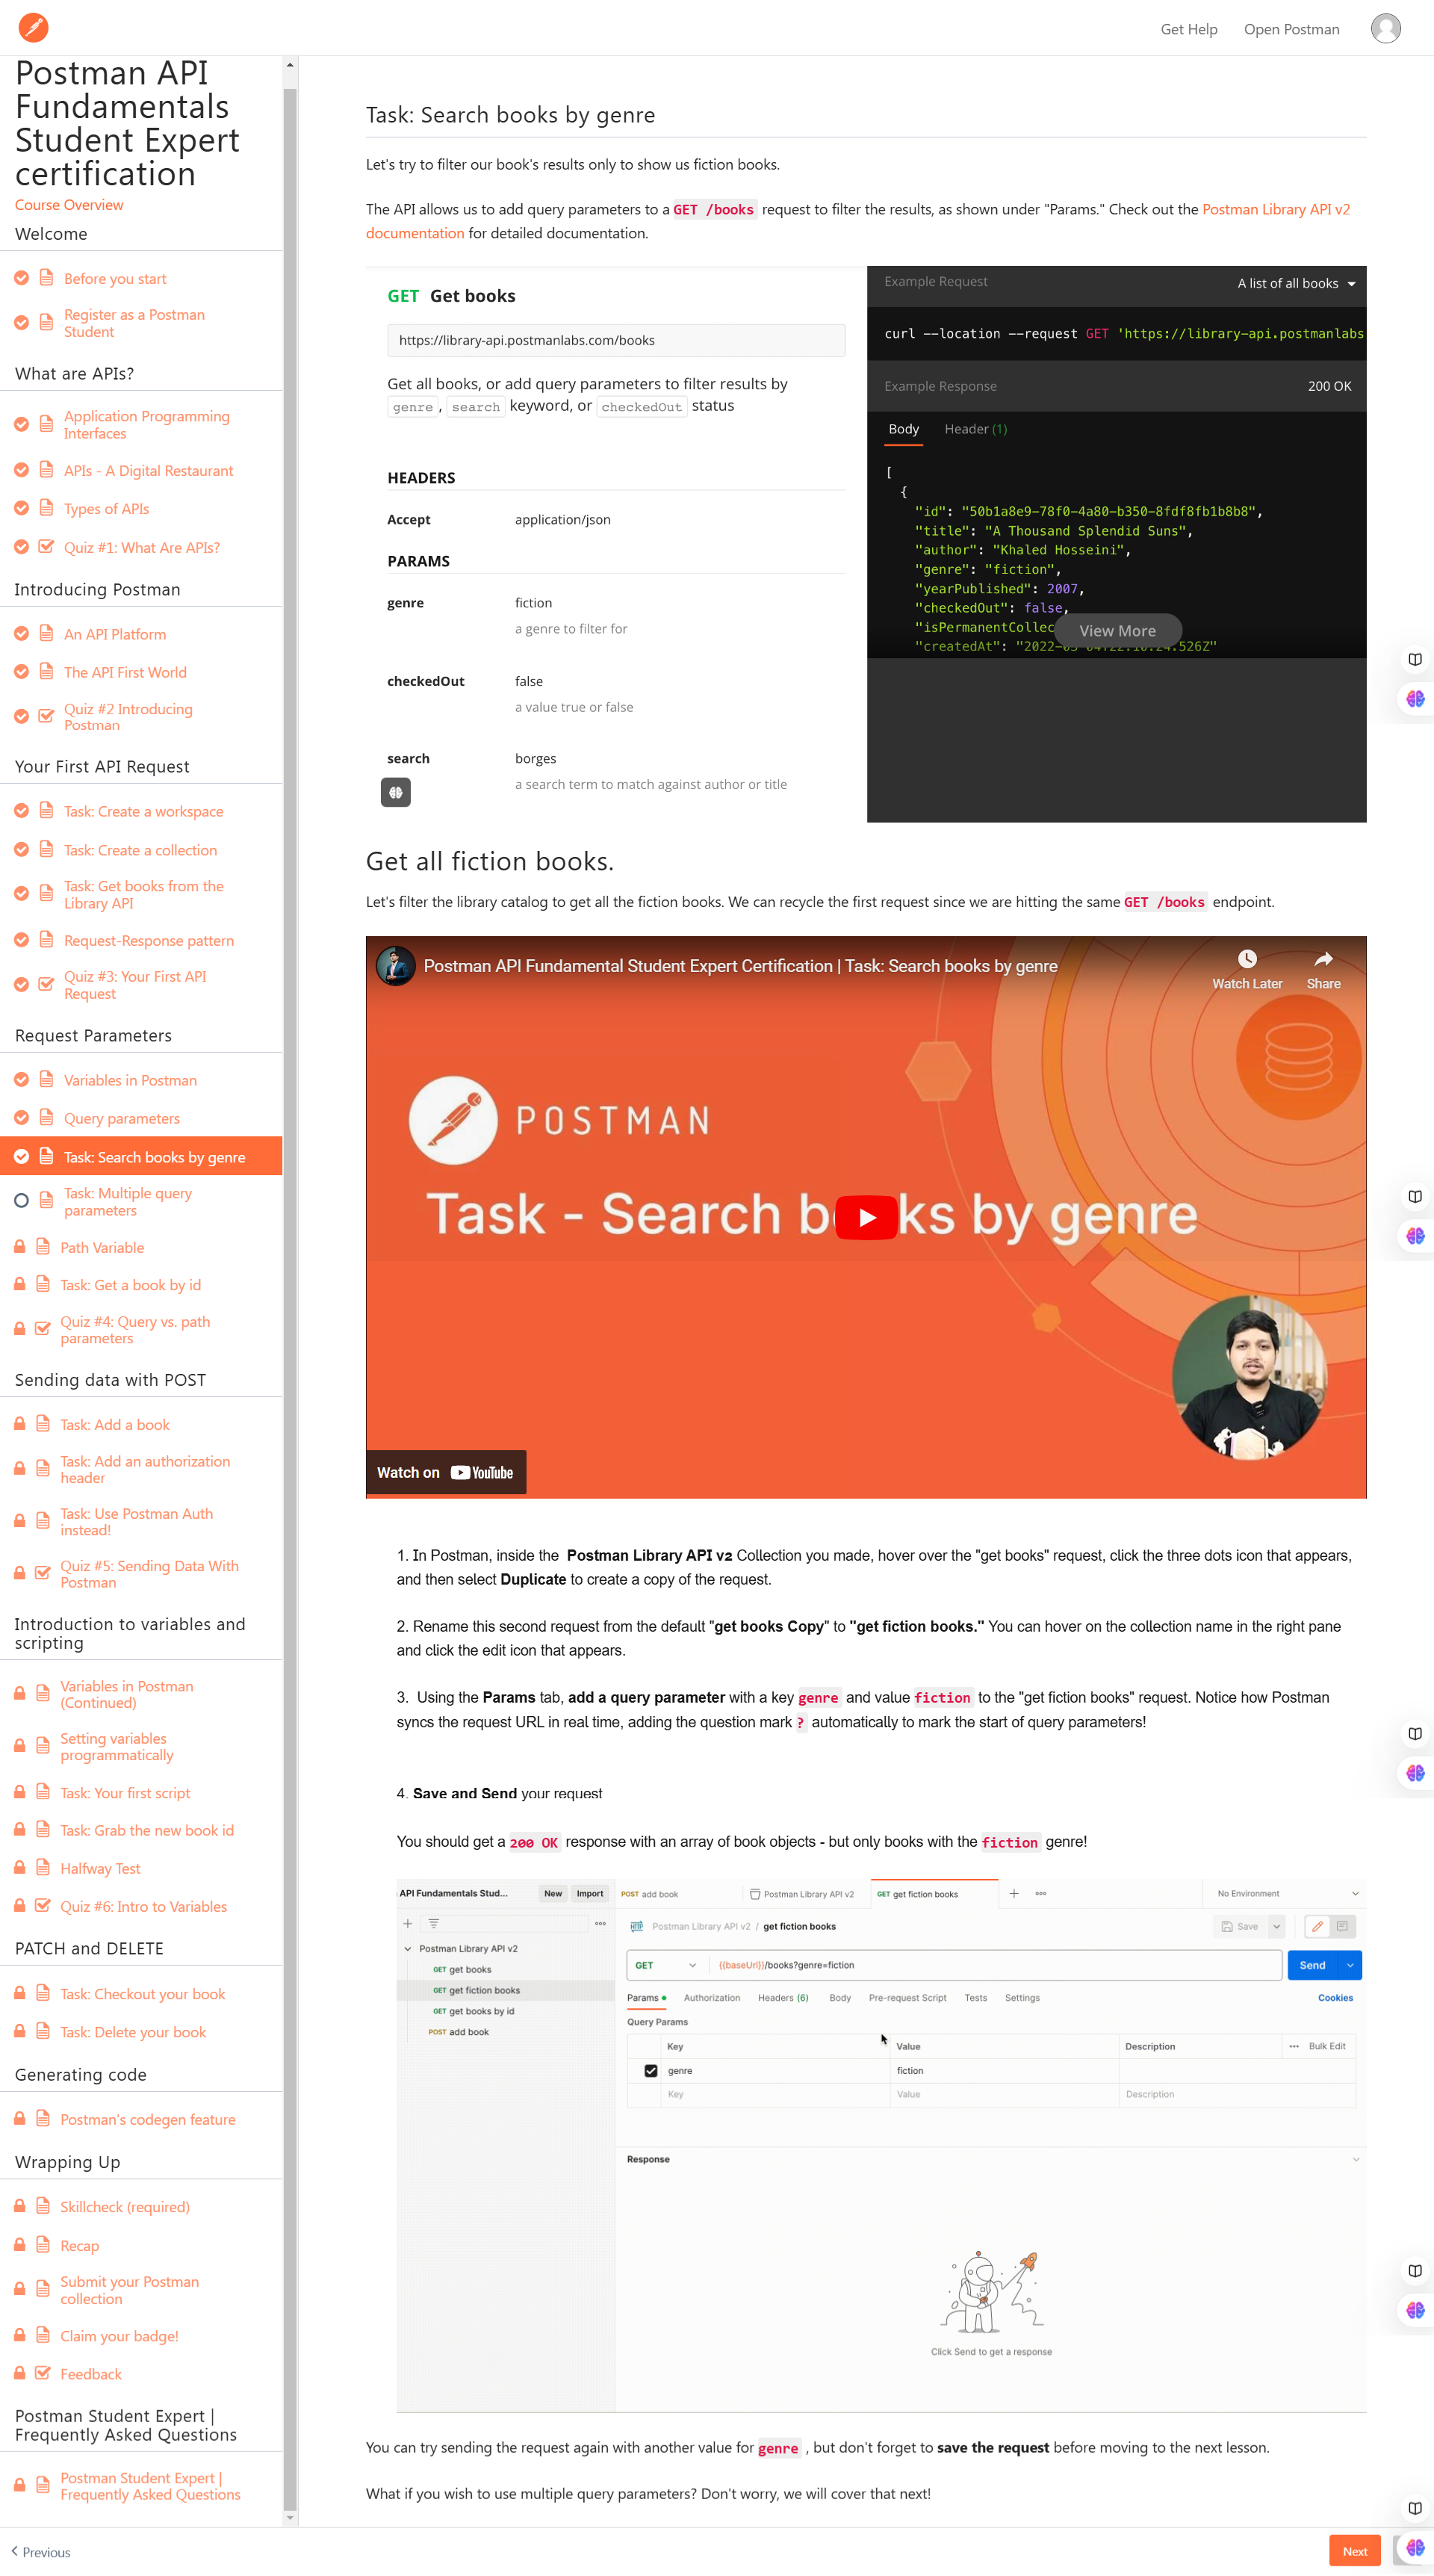 Get Help
Open Postman
Postman API
Fundamentals
Student Expert
certification
Course Overview
Welcome
Before you start
Register as a Postman
Student
What are APIs?
Application Programming
Interfaces
APIs - A Digital Restaurant
Types of APIs
Quiz #1: What Are APIs?
Introducing Postman
An API Platform
The API First World
Quiz #2 Introducing
Postman
Your First API Request
Task: Create a workspace
Task: Create a collection
Task: Get books from the
Library API
Request-Response pattern
Quiz #3: Your First API
Request
Request Parameters
Variables in Postman
Query parameters
Task: Search books by genre
Task: Multiple query
parameters
Path Variable
Task: Get a book by id
Quiz #4: Query vs. path
parameters
Sending data with POST
Task: Add a book
Task: Add an authorization
header
Task: Use Postman Auth
instead!
Quiz #5: Sending Data With
Postman
Introduction to variables and
scripting
Variables in Postman
(Continued)
Setting variables
programmatically
Task: Your first script
Task: Grab the new book id
Halfway Test
Quiz #6: Intro to Variables
PATCH and DELETE
Task: Checkout your book
Task: Delete your book
Generating code
Postman's codegen feature
Wrapping Up
Skillcheck (required)
Recap
Submit your Postman
collection
Claim your badge!
Feedback
Postman Student Expert |
Frequently Asked Questions
Postman Student Expert |
Frequently Asked Questions
Task: Search books by genre
Let's try to filter our book's results only to show us fiction books.
The API allows us to add query parameters to a GET /books request to filter the results, as shown under "Params." Check out the Postman Library API v2
documentation for detailed documentation.
GET Get books
https://library-api.postmanlabs.com/books
Get all books, or add query parameters to filter results by
genre , search keyword, or checkedOut status
HEADERS
Accept application/json
PARAMS
genre fiction
a genre to filter for
checkedOut false
a value true or false
search borges
a search term to match against author or title
Example Request A list of all books
curl --location --request GET 'https://library-api.postmanlabs
Example Response 200 OK
Body Header (1)
[
{
"id": "50b1a8e9-78f0-4a80-b350-8fdf8fb1b8b8",
"title": "A Thousand Splendid Suns",
"author": "Khaled Hosseini",
"genre": "fiction",
"yearPublished": 2007,
"checkedOut": false,
"isPermanentCollec
View More
"createdAt":
Get all fiction books.
Let's filter the library catalog to get all the fiction books. We can recycle the first request since we are hitting the same GET /books endpoint.
Postman API Fundamental Student Expert Certification | Task: Search books by genre
Watch Later
Share
POSTMAN
Task - Search b ks by genre
Watch on YouTube
1. In Postman, inside the Postman Library API v2 Collection you made, hover over the "get books" request, click the three dots icon that appears,
and then select Duplicate to create a copy of the request.
2. Rename this second request from the default "get books Copy" to "get fiction books." You can hover on the collection name in the right pane
and click the edit icon that appears.
3. Using the Params tab, add a query parameter with a key genre and value fiction to the "get fiction books" request. Notice how Postman
syncs the request URL in real time, adding the question mark ? automatically to mark the start of query parameters!
4. Save and Send your request
You should get a 200 OK response with an array of book objects - but only books with the fiction genre!
API Fundamentals Stud... New Import POST add book Postman Library API v2 GET get fiction books No Environment
Postman Library API v2 / get fiction books Save
Postman Library API v2
GET get books
GET get fiction books
GET get books by id
POST add book
GET {{baseUrl}}/books?genre=fiction Send
Params Authorization Headers (6) Body Pre-request Script Tests Settings Cookies
Query Params
Key Value Description Bulk Edit
genre fiction
Key Value Description
Response
Click Send to get a response
You can try sending the request again with another value for genre , but don't forget to save the request before moving to the next lesson.
What if you wish to use multiple query parameters? Don't worry, we will cover that next!
Previous
Next